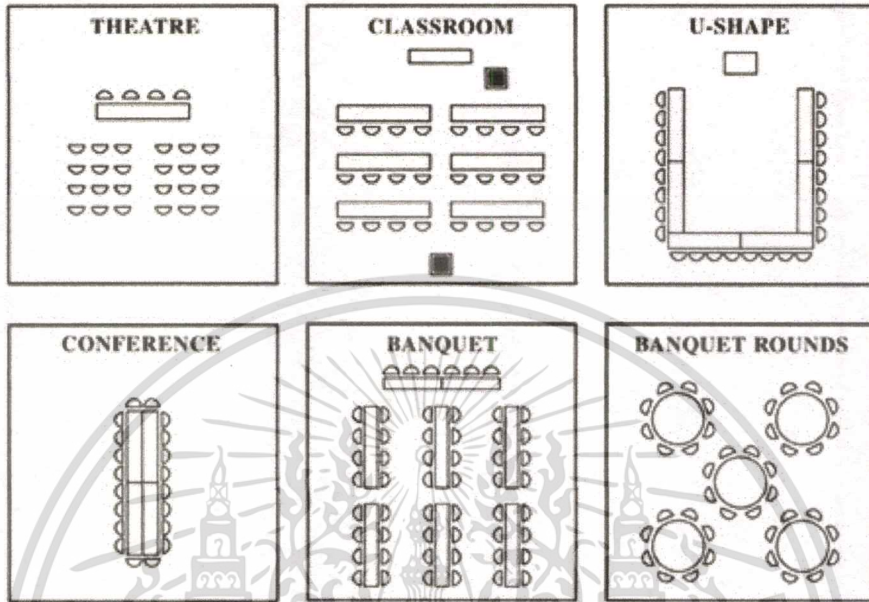 THEATRE
CLASSROOM
U-SHAPE
CONFERENCE
BANQUET
BANQUET ROUNDS